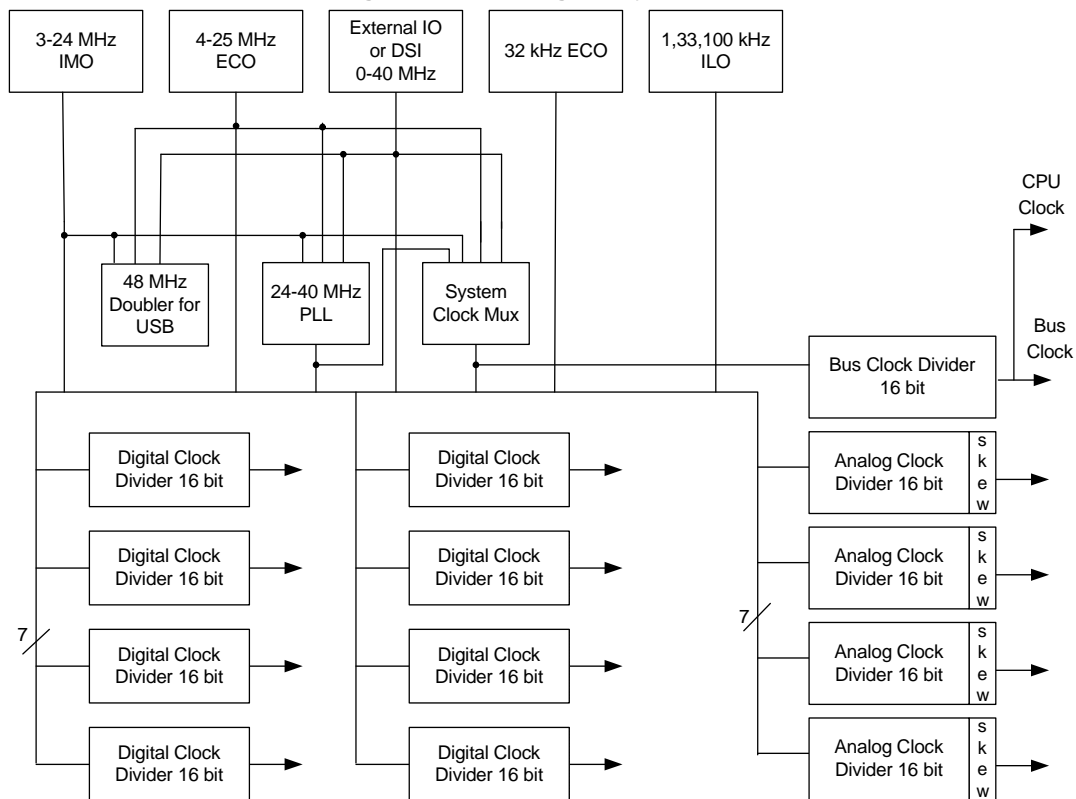 3-24 MHz
IMO
4-25 MHz
ECO
External IO
or DSI
0-40 MHz
32 kHz ECO
1,33,100 kHz
ILO
CPU
Clock
48 MHz
Doubler for
USB
24-40 MHz
PLL
System
Clock Mux
Bus
Clock
Bus Clock Divider
16 bit
Digital Clock
Divider 16 bit
Digital Clock
Divider 16 bit
Analog Clock
Divider 16 bit
s
k
e
w
Digital Clock
Divider 16 bit
Digital Clock
Divider 16 bit
Analog Clock
Divider 16 bit
s
k
e
w
7
7
Digital Clock
Divider 16 bit
Digital Clock
Divider 16 bit
Analog Clock
Divider 16 bit
s
k
e
w
Digital Clock
Divider 16 bit
Digital Clock
Divider 16 bit
Analog Clock
Divider 16 bit
s
k
e
w